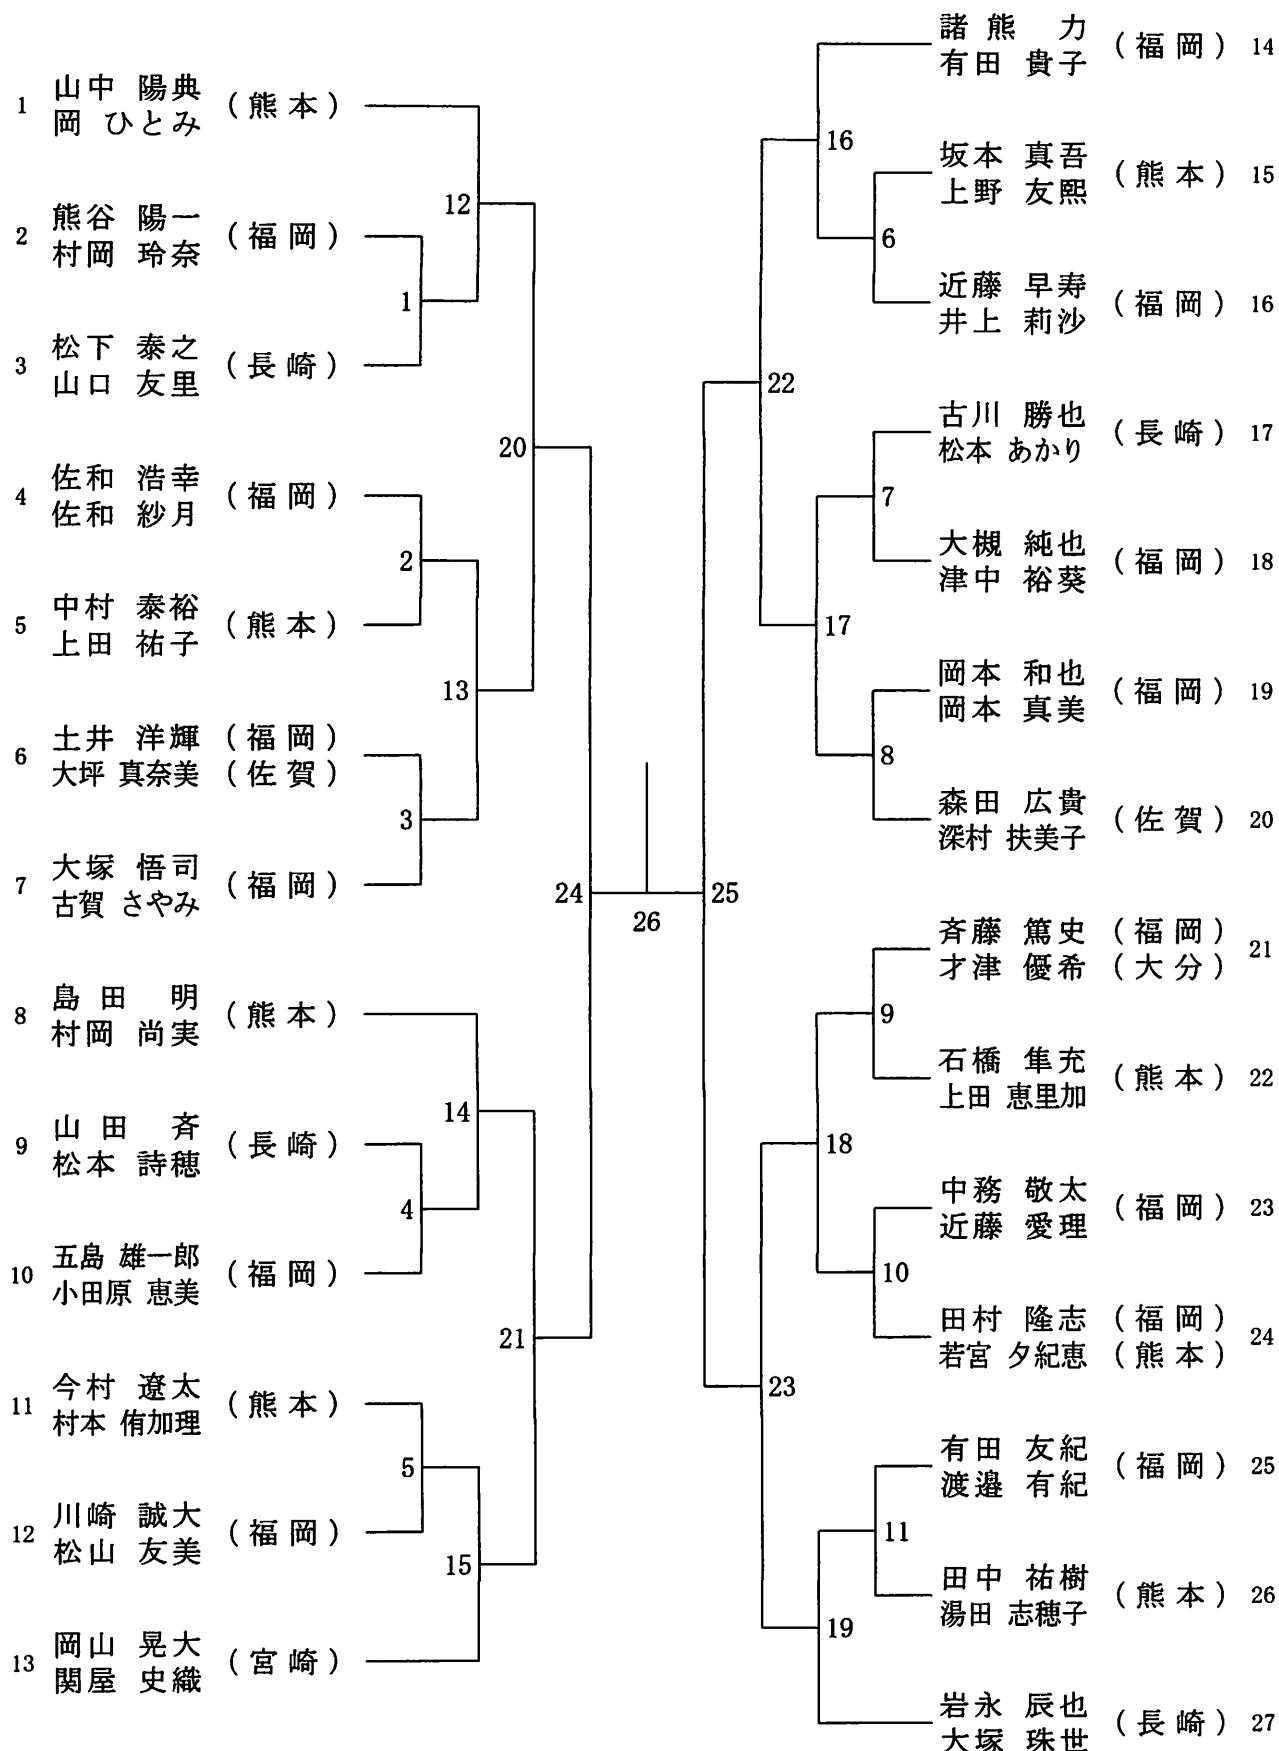 1 山中 陽典 (熊本)
岡 ひとみ
2 熊谷 陽一 (福岡)
村岡 玲奈
3 松下 泰之 (長崎)
山口 友里
4 佐和 浩幸 (福岡)
佐和 紗月
5 中村 泰裕 (熊本)
上田 祐子
6 土井 洋輝 (福岡)
大坪 真奈美 (佐賀)
7 大塚 悟司 (福岡)
古賀 さやみ
8 島田 明 (熊本)
村岡 尚実
9 山田 斉 (長崎)
松本 詩穂
10 五島 雄一郎 (福岡)
小田原 恵美
11 今村 遼太 (熊本)
村本 侑加理
12 川崎 誠大 (福岡)
松山 友美
13 岡山 晃大 (宮崎)
関屋 史織
1
2
3
4
5
12
13
14
15
20
21
24
26
25
22
23
16
17
18
19
6
7
8
9
10
11
諸熊 力 (福岡) 14
有田 貴子
坂本 真吾 (熊本) 15
上野 友熙
近藤 早寿 (福岡) 16
井上 莉沙
古川 勝也 (長崎) 17
松本 あかり
大槻 純也 (福岡) 18
津中 裕葵
岡本 和也 (福岡) 19
岡本 真美
森田 広貴 (佐賀) 20
深村 扶美子
斉藤 篤史 (福岡) 21
才津 優希 (大分)
石橋 隼充 (熊本) 22
上田 恵里加
中務 敬太 (福岡) 23
近藤 愛理
田村 隆志 (福岡) 24
若宮 夕紀恵 (熊本)
有田 友紀 (福岡) 25
渡邉 有紀
田中 祐樹 (熊本) 26
湯田 志穂子
岩永 辰也 (長崎) 27
大塚 珠世